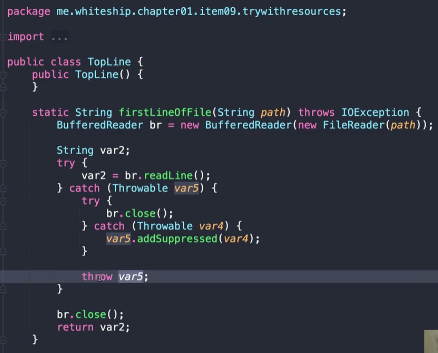 package me.whiteship.chapter01.item09.trywithresources;
import ...
public class TopLine {
public TopLine() {
}
static String firstLineOfFile(String path) throws IOException {
BufferedReader br = new BufferedReader(new FileReader(path));
String var2;
try {
var2 = br.readLine();
} catch (Throwable var5) {
try {
br.close();
} catch (Throwable var4) {
var5.addSuppressed(var4);
}
throw var5;
}
br.close();
return var2;
}